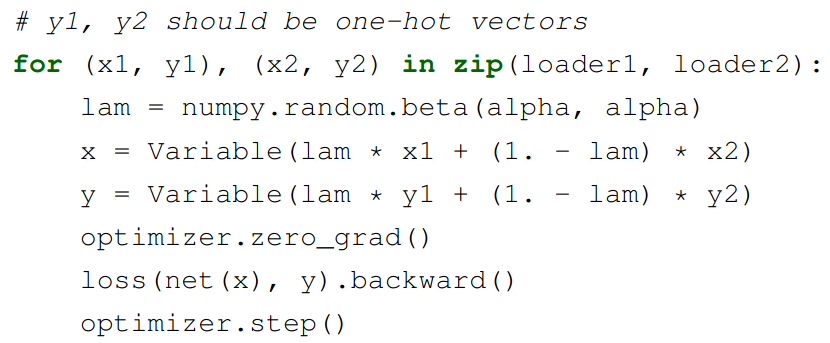 # y1, y2 should be one-hot vectors
for (x1, y1), (x2, y2) in zip(loader1, loader2):
    lam = numpy.random.beta(alpha, alpha)
    x = Variable(lam * x1 + (1. - lam) * x2)
    y = Variable(lam * y1 + (1. - lam) * y2)
    optimizer.zero_grad()
    loss(net(x), y).backward()
    optimizer.step()